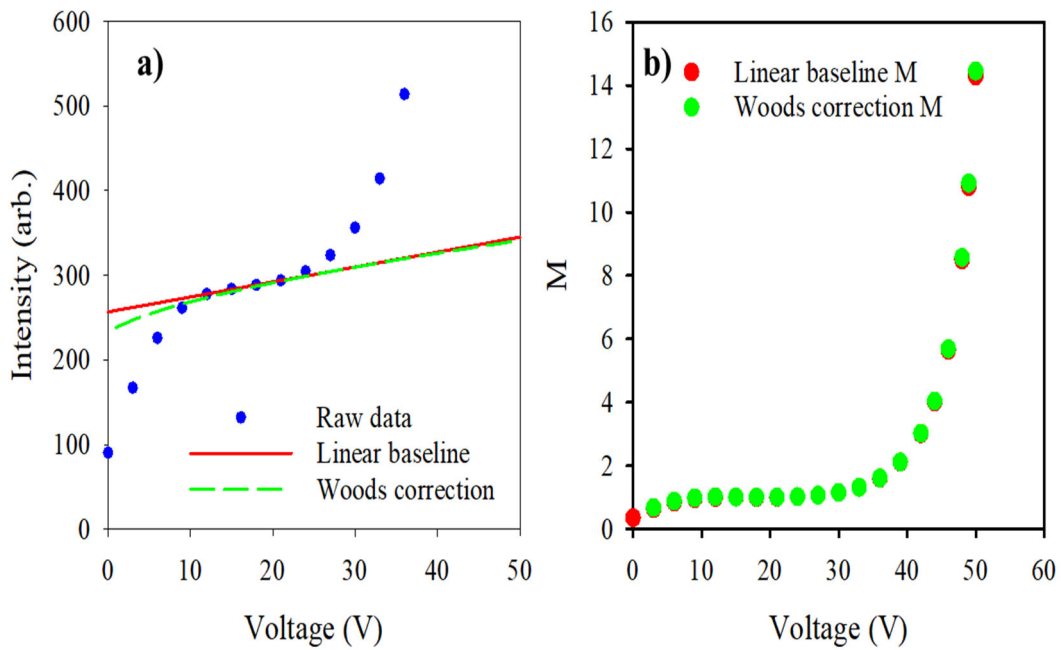 a)
Intensity (arb.)
600
500
400
300
200
100
0
Raw data
Linear baseline
Woods correction
0 10 20 30 40 50
Voltage (V)
b)
M
16
14
12
10
8
6
4
2
0
Linear baseline M
Woods correction M
0 10 20 30 40 50 60
Voltage (V)